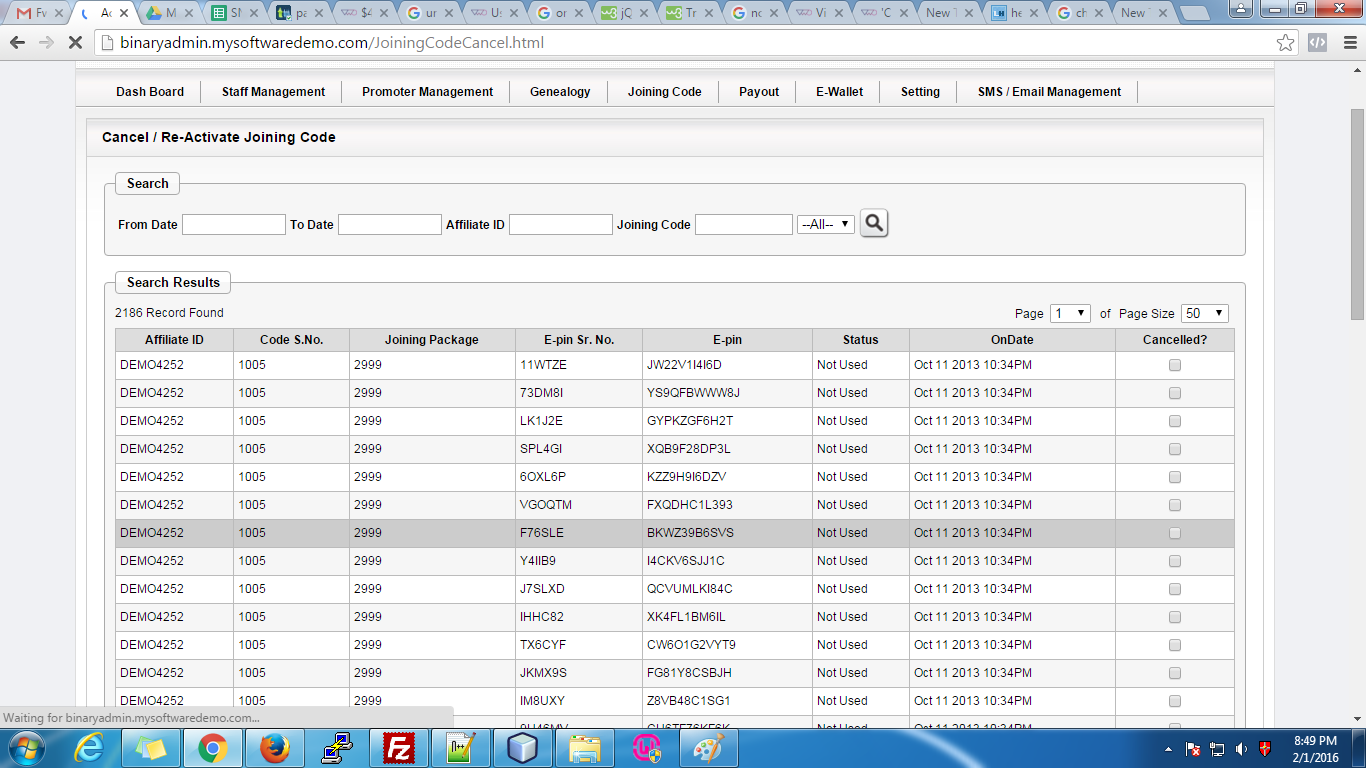 Fw
Ac
M
SM
pa
$4
ur
Us
or
jQ
Tr
no
Vi
'C
New T
he
ch
New T
binaryadmin.mysoftwaredemo.com/JoiningCodeCancel.html
Dash Board Staff Management Promoter Management Genealogy Joining Code Payout E-Wallet Setting SMS / Email Management
Cancel / Re-Activate Joining Code
Search
From Date To Date Affiliate ID Joining Code --All--
Search Results
2186 Record Found Page 1 of Page Size 50
Affiliate ID Code S.No. Joining Package E-pin Sr. No. E-pin Status OnDate Cancelled?
DEMO4252 1005 2999 11WTZE JW22V1I4I6D Not Used Oct 11 2013 10:34PM
DEMO4252 1005 2999 73DM8I YS9QFBWWW8J Not Used Oct 11 2013 10:34PM
DEMO4252 1005 2999 LK1J2E GYPKZGF6H2T Not Used Oct 11 2013 10:34PM
DEMO4252 1005 2999 SPL4GI XQB9F28DP3L Not Used Oct 11 2013 10:34PM
DEMO4252 1005 2999 6OXL6P KZZ9H9I6DZV Not Used Oct 11 2013 10:34PM
DEMO4252 1005 2999 VGOQTM FXQDHC1L393 Not Used Oct 11 2013 10:34PM
DEMO4252 1005 2999 F76SLE BKWZ39B6SVS Not Used Oct 11 2013 10:34PM
DEMO4252 1005 2999 Y4IIB9 I4CKV6SJJ1C Not Used Oct 11 2013 10:34PM
DEMO4252 1005 2999 J7SLXD QCVUMLKI84C Not Used Oct 11 2013 10:34PM
DEMO4252 1005 2999 IHHC82 XK4FL1BM6IL Not Used Oct 11 2013 10:34PM
DEMO4252 1005 2999 TX6CYF CW6O1G2VYT9 Not Used Oct 11 2013 10:34PM
DEMO4252 1005 2999 JKMX9S FG81Y8CSBJH Not Used Oct 11 2013 10:34PM
DEMO4252 1005 2999 IM8UXY Z8VB48C1SG1 Not Used Oct 11 2013 10:34PM
Not Used Oct 11 2013 10:34PM
Waiting for binaryadmin.mysoftwaredemo.com...
8:49 PM
2/1/2016